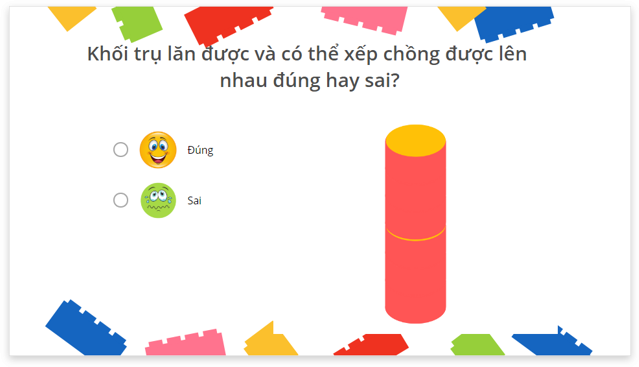 Khối trụ lăn được và có thể xếp chồng được lên
nhau đúng hay sai?
Đúng
Sai